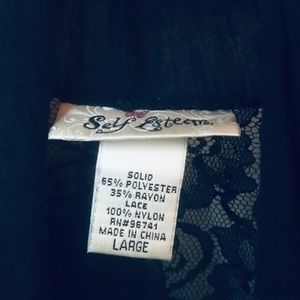 Self Esteem
SOLID
65% POLYESTER
35% RAYON
LACE
100% NYLON
RN#96741
MADE IN CHINA
LARGE